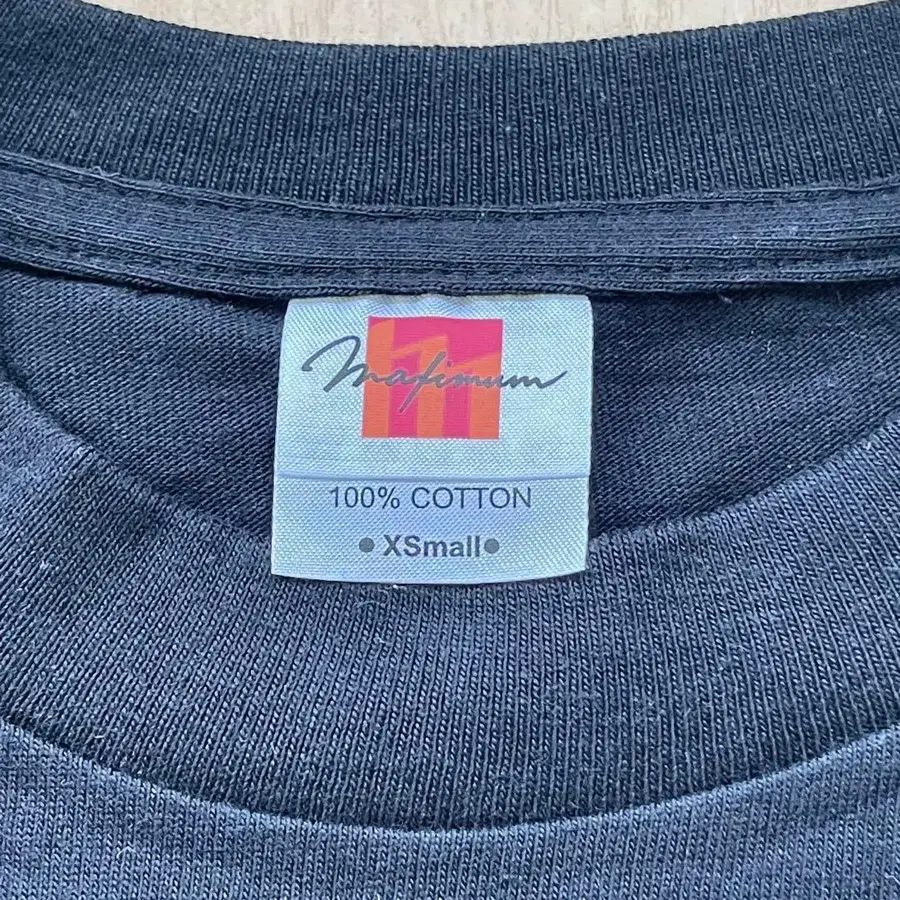 Mafimum
100% COTTON
• XSmall •